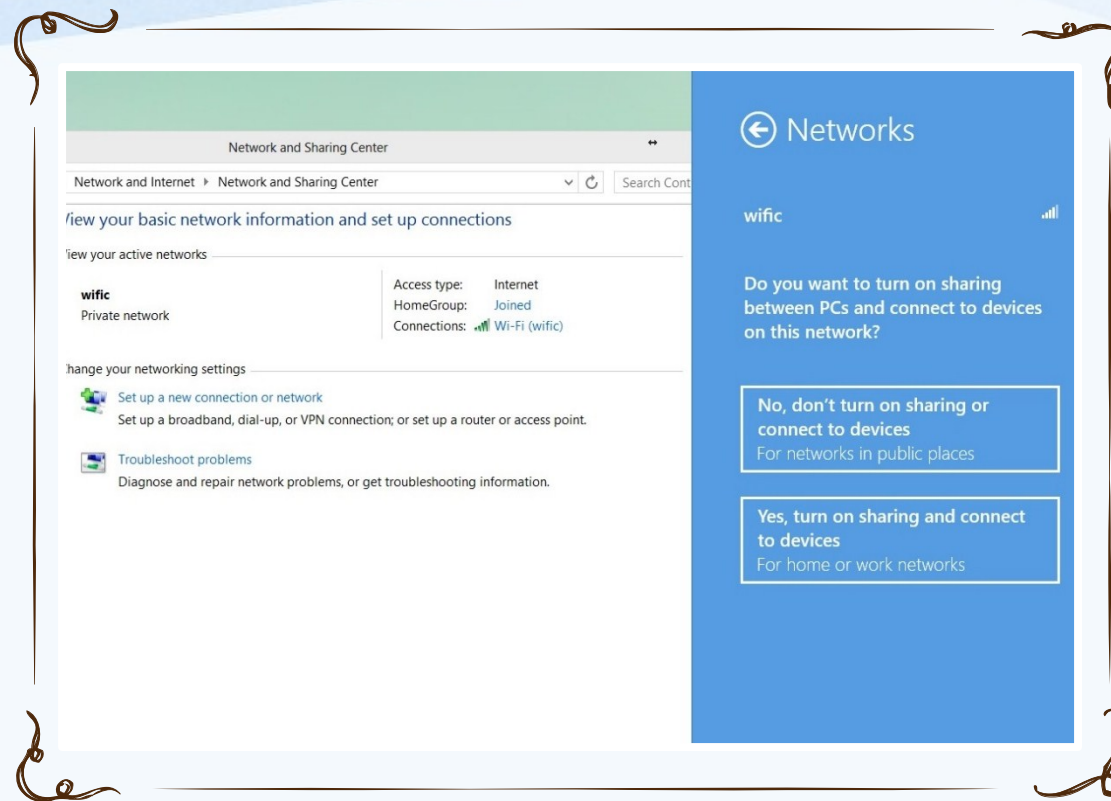 Network and Sharing Center
Network and Internet ▸ Network and Sharing Center
Search Cont
View your basic network information and set up connections
View your active networks
wific
Private network
Access type: Internet
HomeGroup: Joined
Connections: Wi-Fi (wific)
Change your networking settings
Set up a new connection or network
Set up a broadband, dial-up, or VPN connection; or set up a router or access point.
Troubleshoot problems
Diagnose and repair network problems, or get troubleshooting information.
Networks
wific
Do you want to turn on sharing
between PCs and connect to devices
on this network?
No, don’t turn on sharing or
connect to devices
For networks in public places
Yes, turn on sharing and connect
to devices
For home or work networks